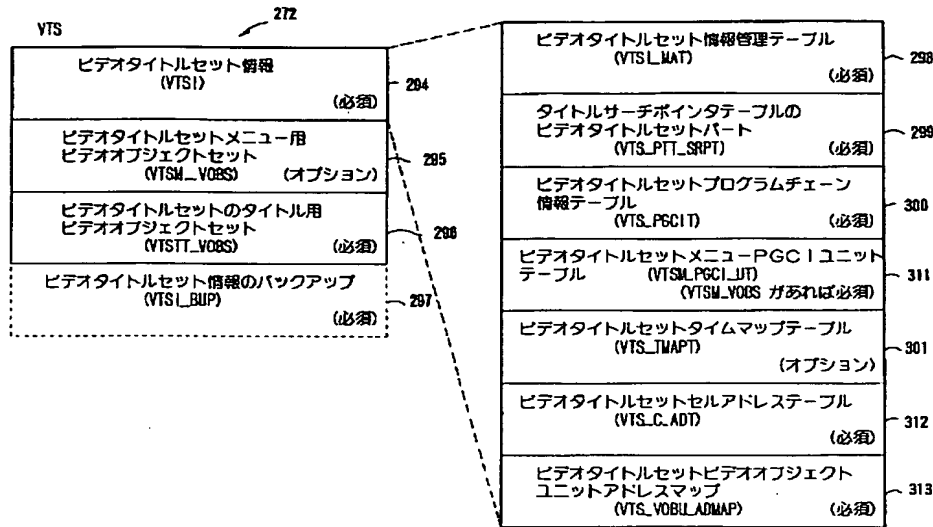 272
VTS
ビデオタイトルセット情報
(VTSI)
(必須)
294
ビデオタイトルセットメニュー用
ビデオオブジェクトセット
(VTSM_VOBS) (オプション)
295
ビデオタイトルセットのタイトル用
ビデオオブジェクトセット
(VTSTT_VOBS) (必須)
296
ビデオタイトルセット情報のバックアップ
(VTSI_BUP)
(必須)
297
ビデオタイトルセット情報管理テーブル
(VTSI_MAT)
(必須)
298
タイトルサーチポインタテーブルの
ビデオタイトルセットパート
(VTS_PTT_SRPT) (必須)
299
ビデオタイトルセットプログラムチェーン
情報テーブル
(VTS_PGCIT) (必須)
300
ビデオタイトルセットメニューPGCIユニット
テーブル (VTSM_PGCI_UT)
(VTSM_VOBS があれば必須)
311
ビデオタイトルセットタイムマップテーブル
(VTS_TMAPT)
(オプション)
301
ビデオタイトルセットセルアドレステーブル
(VTS_C_ADT)
(必須)
312
ビデオタイトルセットビデオオブジェクト
ユニットアドレスマップ
(VTS_VOBU_ADMAP) (必須)
313